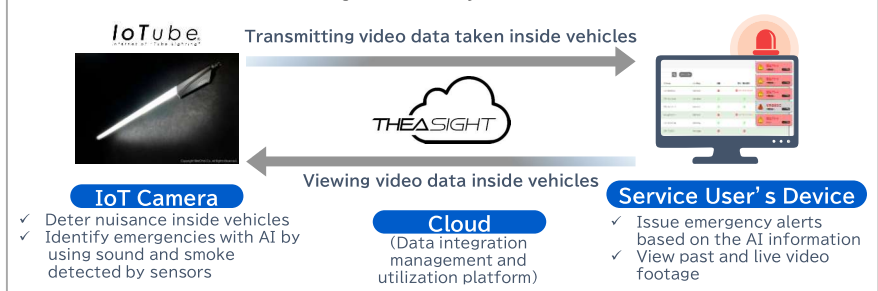 IoTube
Internet of "Tube lighting"
Transmitting video data taken inside vehicles
THEASIGHT
Viewing video data inside vehicles
IoT Camera
✓ Deter nuisance inside vehicles
✓ Identify emergencies with AI by
using sound and smoke
detected by sensors
Cloud
(Data integration
management and
utilization platform)
Service User's Device
✓ Issue emergency alerts
based on the AI information
✓ View past and live video
footage